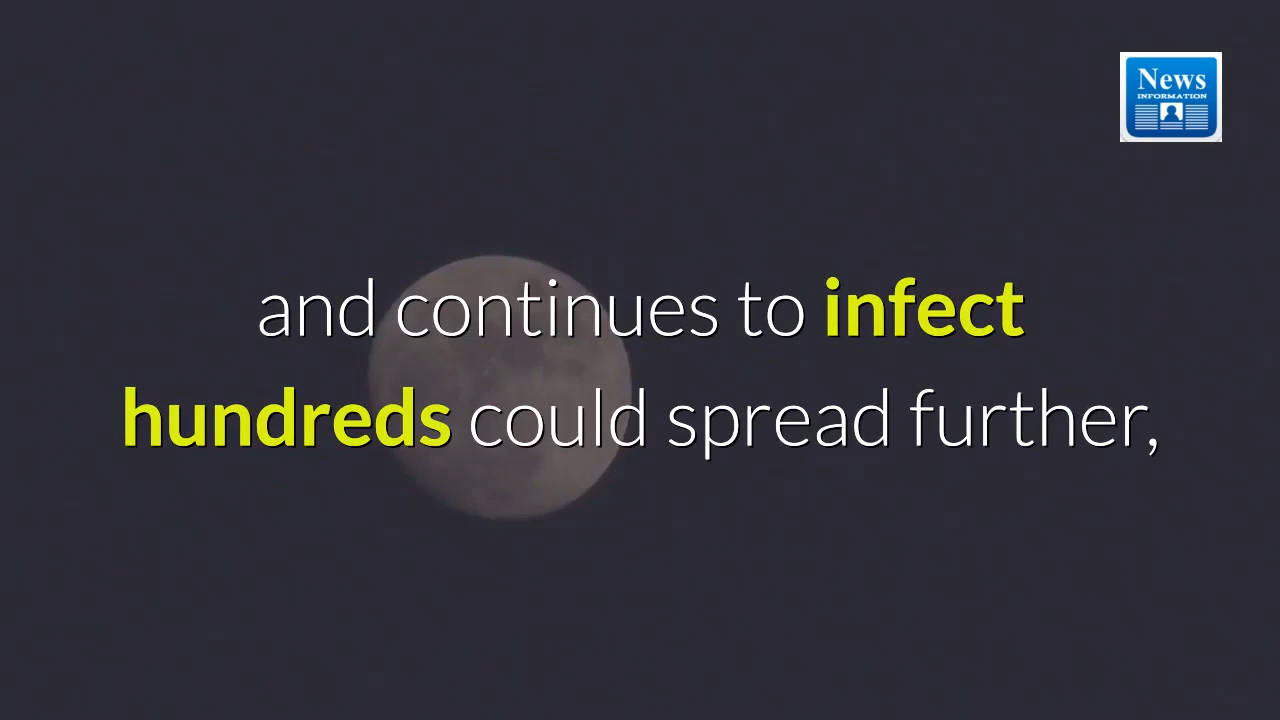 News
INFORMATION
and continues to infect
hundreds could spread further,